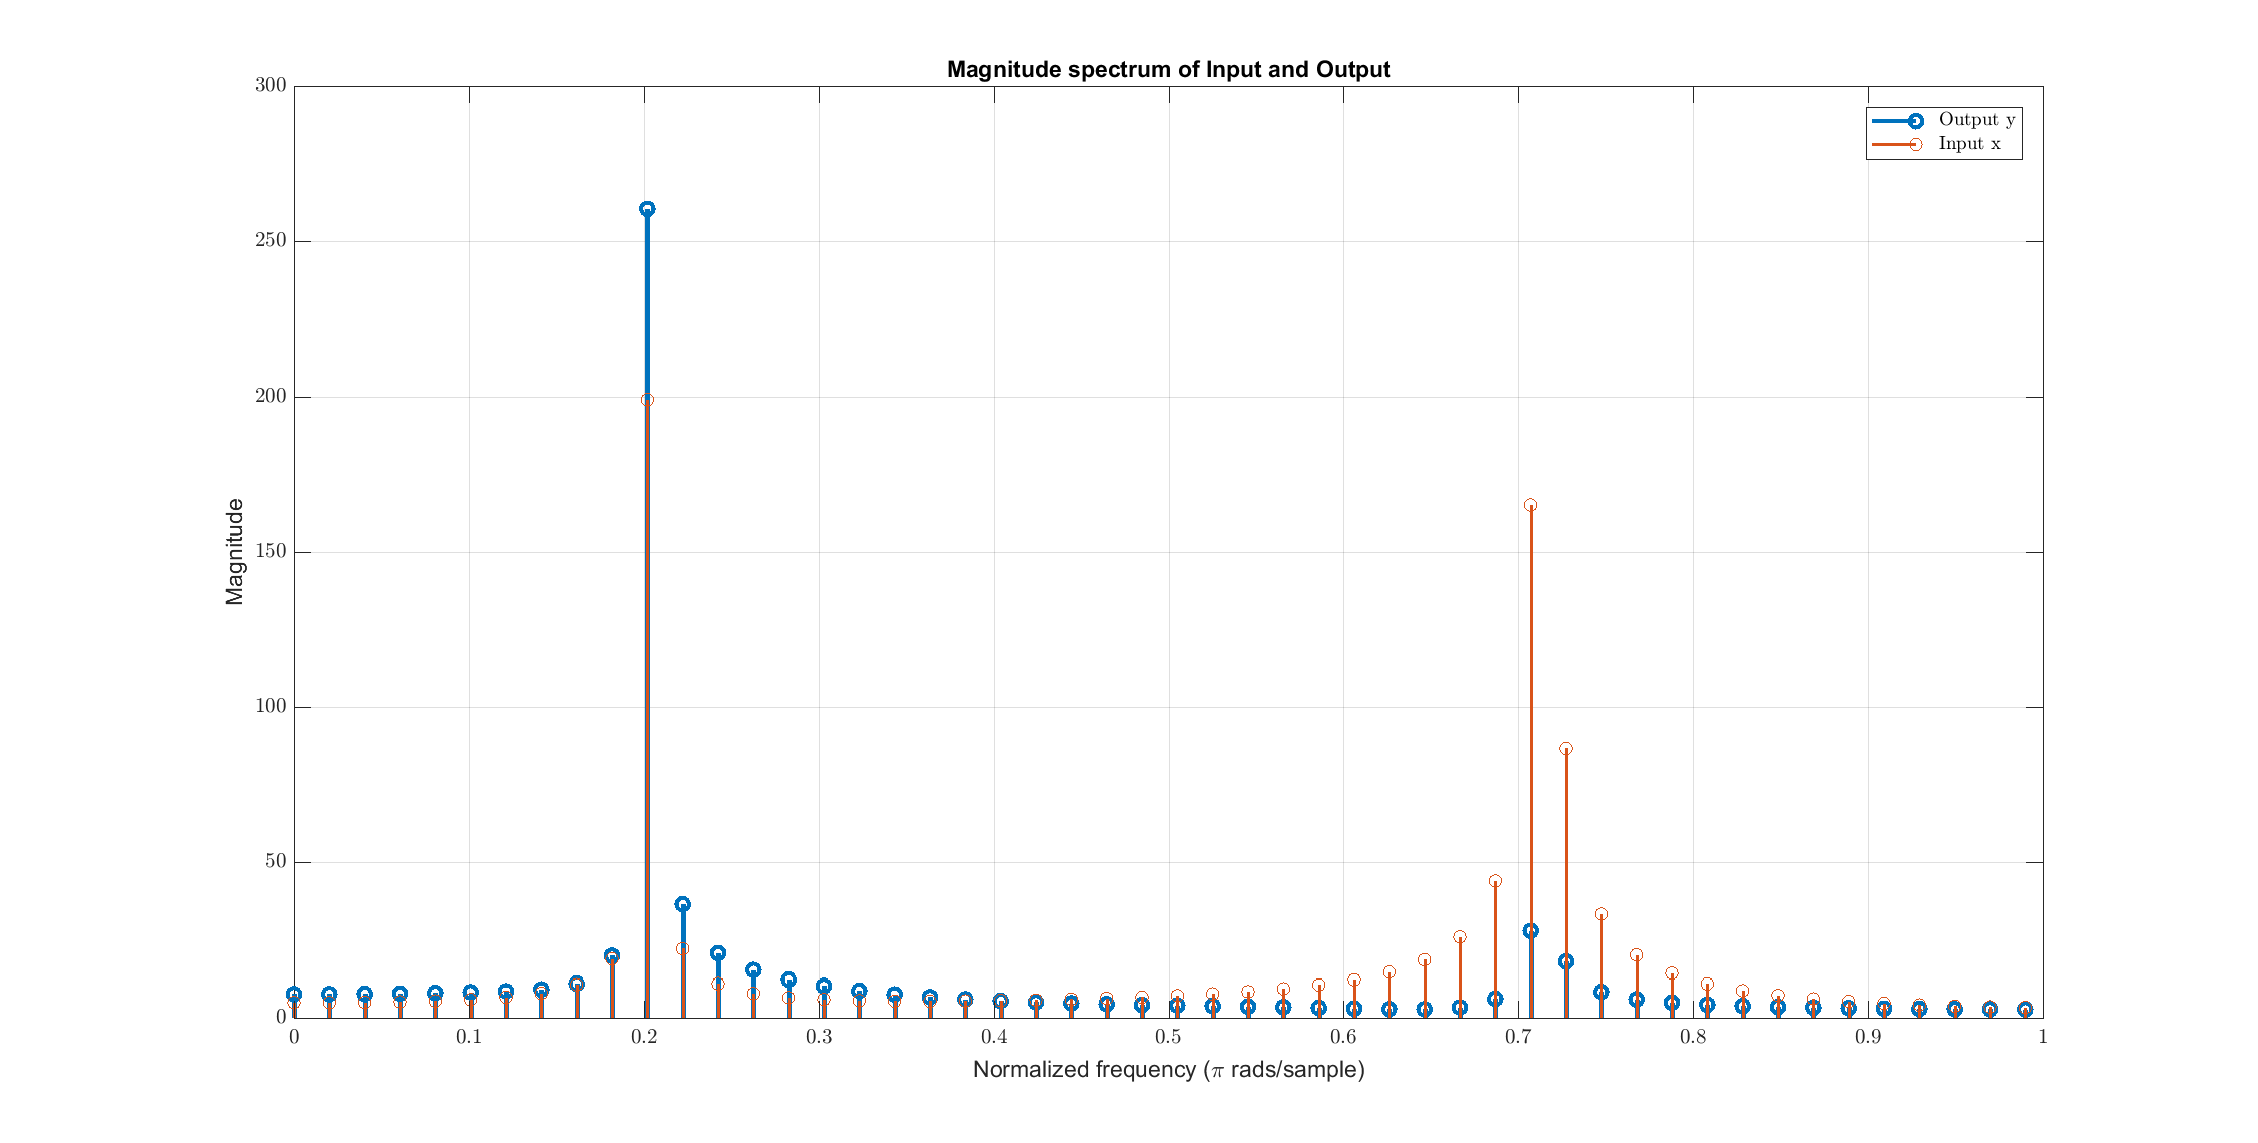 Magnitude spectrum of Input and Output
300
250
200
150
100
50
0
Magnitude
Output y
Input x
0 0.1 0.2 0.3 0.4 0.5 0.6 0.7 0.8 0.9 1
Normalized frequency (π rads/sample)